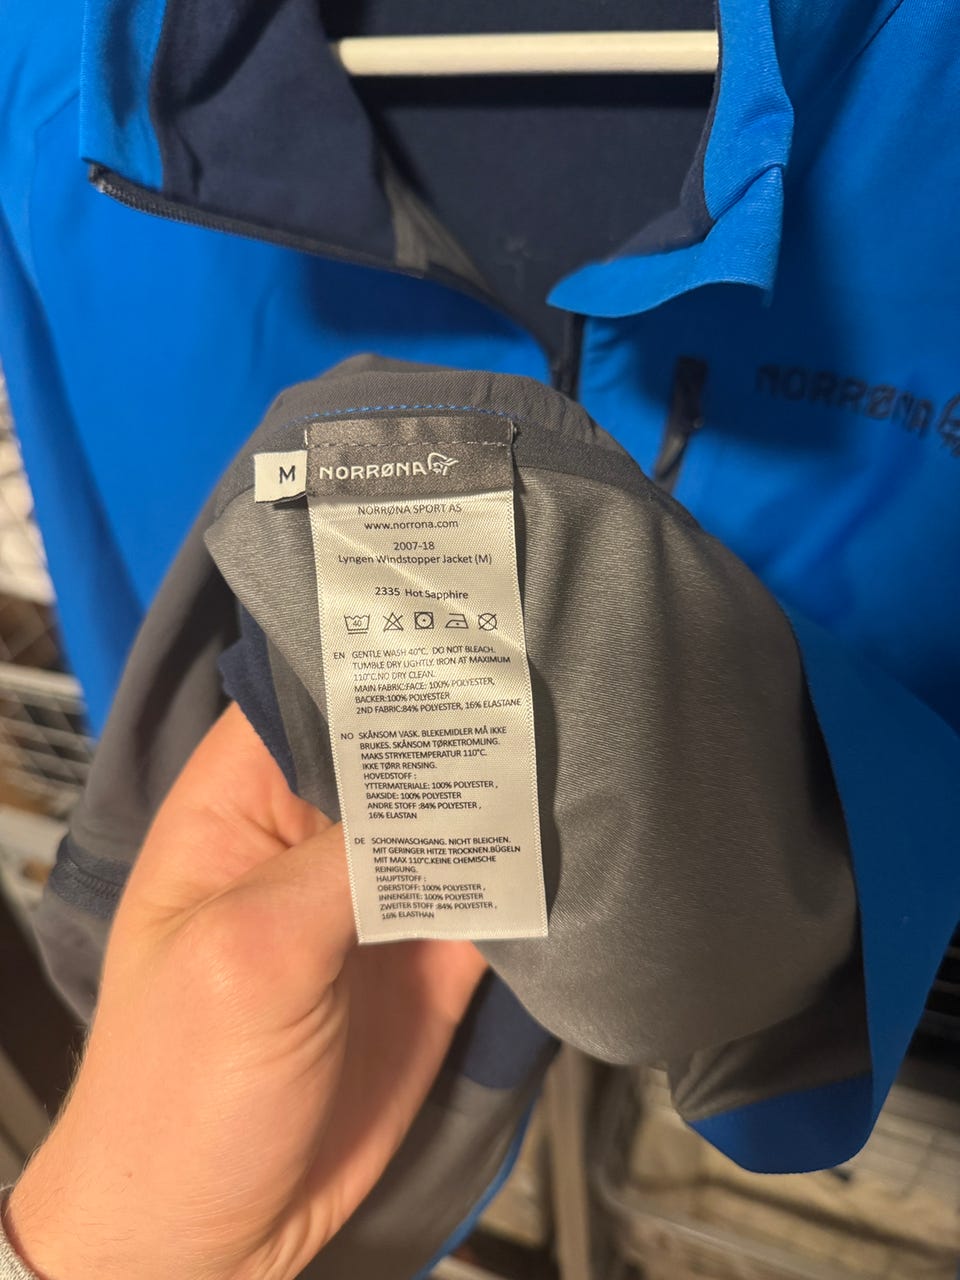 NORRØNA
M
NORRØNA
NORRØNA SPORT AS
www.norrona.com
2007-18
Lyngen Windstopper Jacket (M)
2335 Hot Sapphire
40
EN GENTLE WASH 40°C. DO NOT BLEACH.
TUMBLE DRY LIGHTLY. IRON AT MAXIMUM
110°C.NO DRY CLEAN.
MAIN FABRIC:FACE: 100% POLYESTER,
BACKER:100% POLYESTER
2ND FABRIC:84% POLYESTER, 16% ELASTANE
NO SKÅNSOM VASK. BLEKEMIDLER MÅ IKKE
BRUKES. SKÅNSOM TØRKETROMLING.
MAKS STRYKETEMPERATUR 110°C.
IKKE TØRR RENSING.
HOVEDSTOFF :
YTTERMATERIALE: 100% POLYESTER ,
BAKSIDE: 100% POLYESTER
ANDRE STOFF :84% POLYESTER ,
16% ELASTAN
DE SCHONWASCHGANG. NICHT BLEICHEN.
MIT GERINGER HITZE TROCKNEN.BÜGELN
MIT MAX 110°C.KEINE CHEMISCHE
REINIGUNG.
HAUPTSTOFF :
OBERSTOFF: 100% POLYESTER ,
INNENSEITE: 100% POLYESTER
ZWEITER STOFF :84% POLYESTER ,
16% ELASTHAN